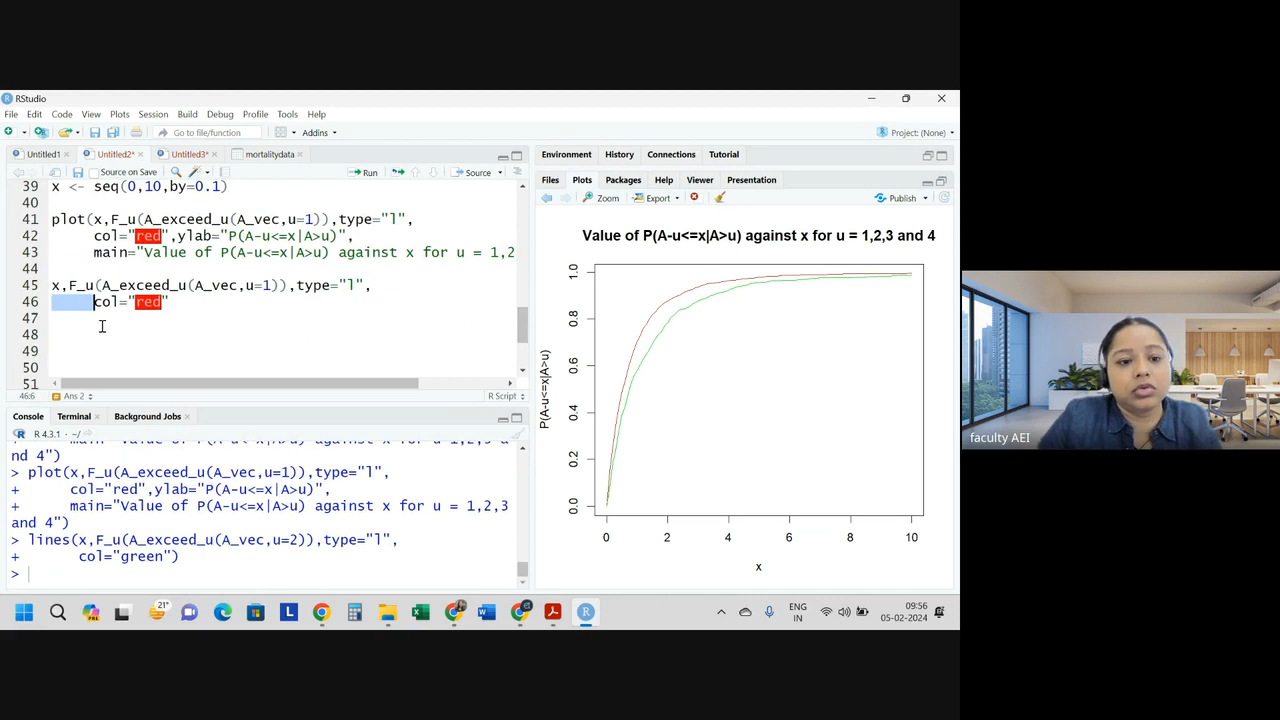 RStudio
File Edit Code View Plots Session Build Debug Profile Tools Help
Go to file/function
Addins
Project: (None)
Untitled1
Untitled2*
Untitled3*
mortalitydata
Source on Save
Run
Source
39 x <- seq(0,10,by=0.1)
40
41 plot(x,F_u(A_exceed_u(A_vec,u=1)),type="l",
42 col="red",ylab="P(A-u<=x|A>u)",
43 main="Value of P(A-u<=x|A>u) against x for u = 1,2
44
45 x,F_u(A_exceed_u(A_vec,u=1)),type="l",
46 col="red"
47
48
49
50
51
46:6 Ans 2 R Script
Console Terminal Background Jobs
R 4.3.1 · ~/
nd 4")
> plot(x,F_u(A_exceed_u(A_vec,u=1)),type="l",
+ col="red",ylab="P(A-u<=x|A>u)",
+ main="Value of P(A-u<=x|A>u) against x for u = 1,2,3
and 4")
> lines(x,F_u(A_exceed_u(A_vec,u=2)),type="l",
+ col="green")
>
Environment History Connections Tutorial
Files Plots Packages Help Viewer Presentation
Zoom Export Publish
Value of P(A-u<=x|A>u) against x for u = 1,2,3 and 4
P(A-u<=x|A>u)
1.0
0.8
0.6
0.4
0.2
0.0
0 2 4 6 8 10
x
faculty AEI
21°
PRE
L
ENG
IN
09:56
05-02-2024